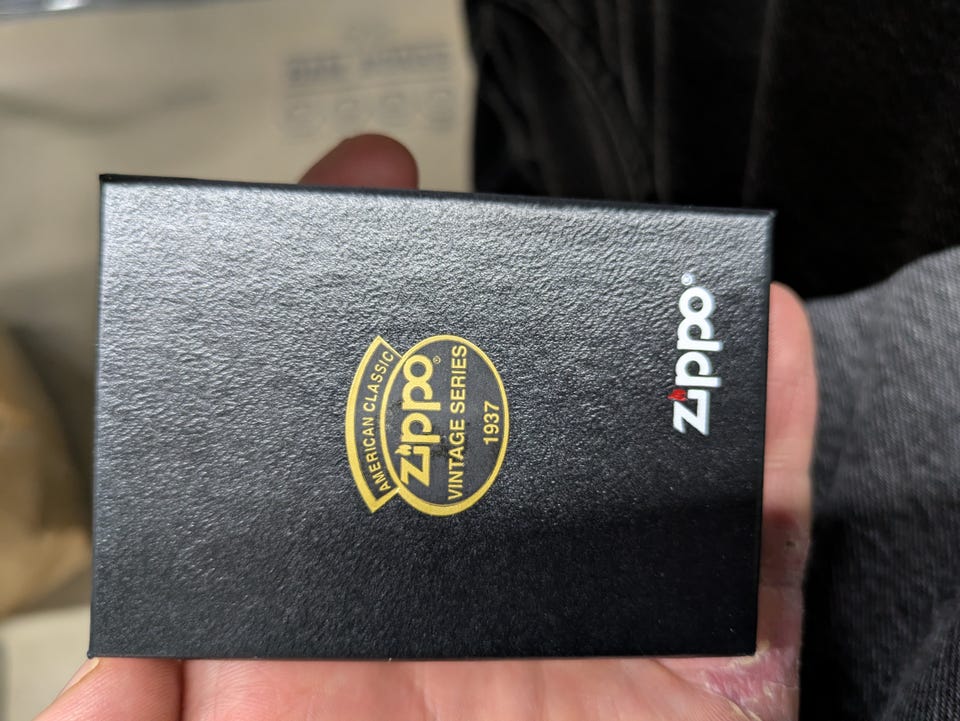 AMERICAN CLASSIC
Zippo®
VINTAGE SERIES
1937
Zippo®